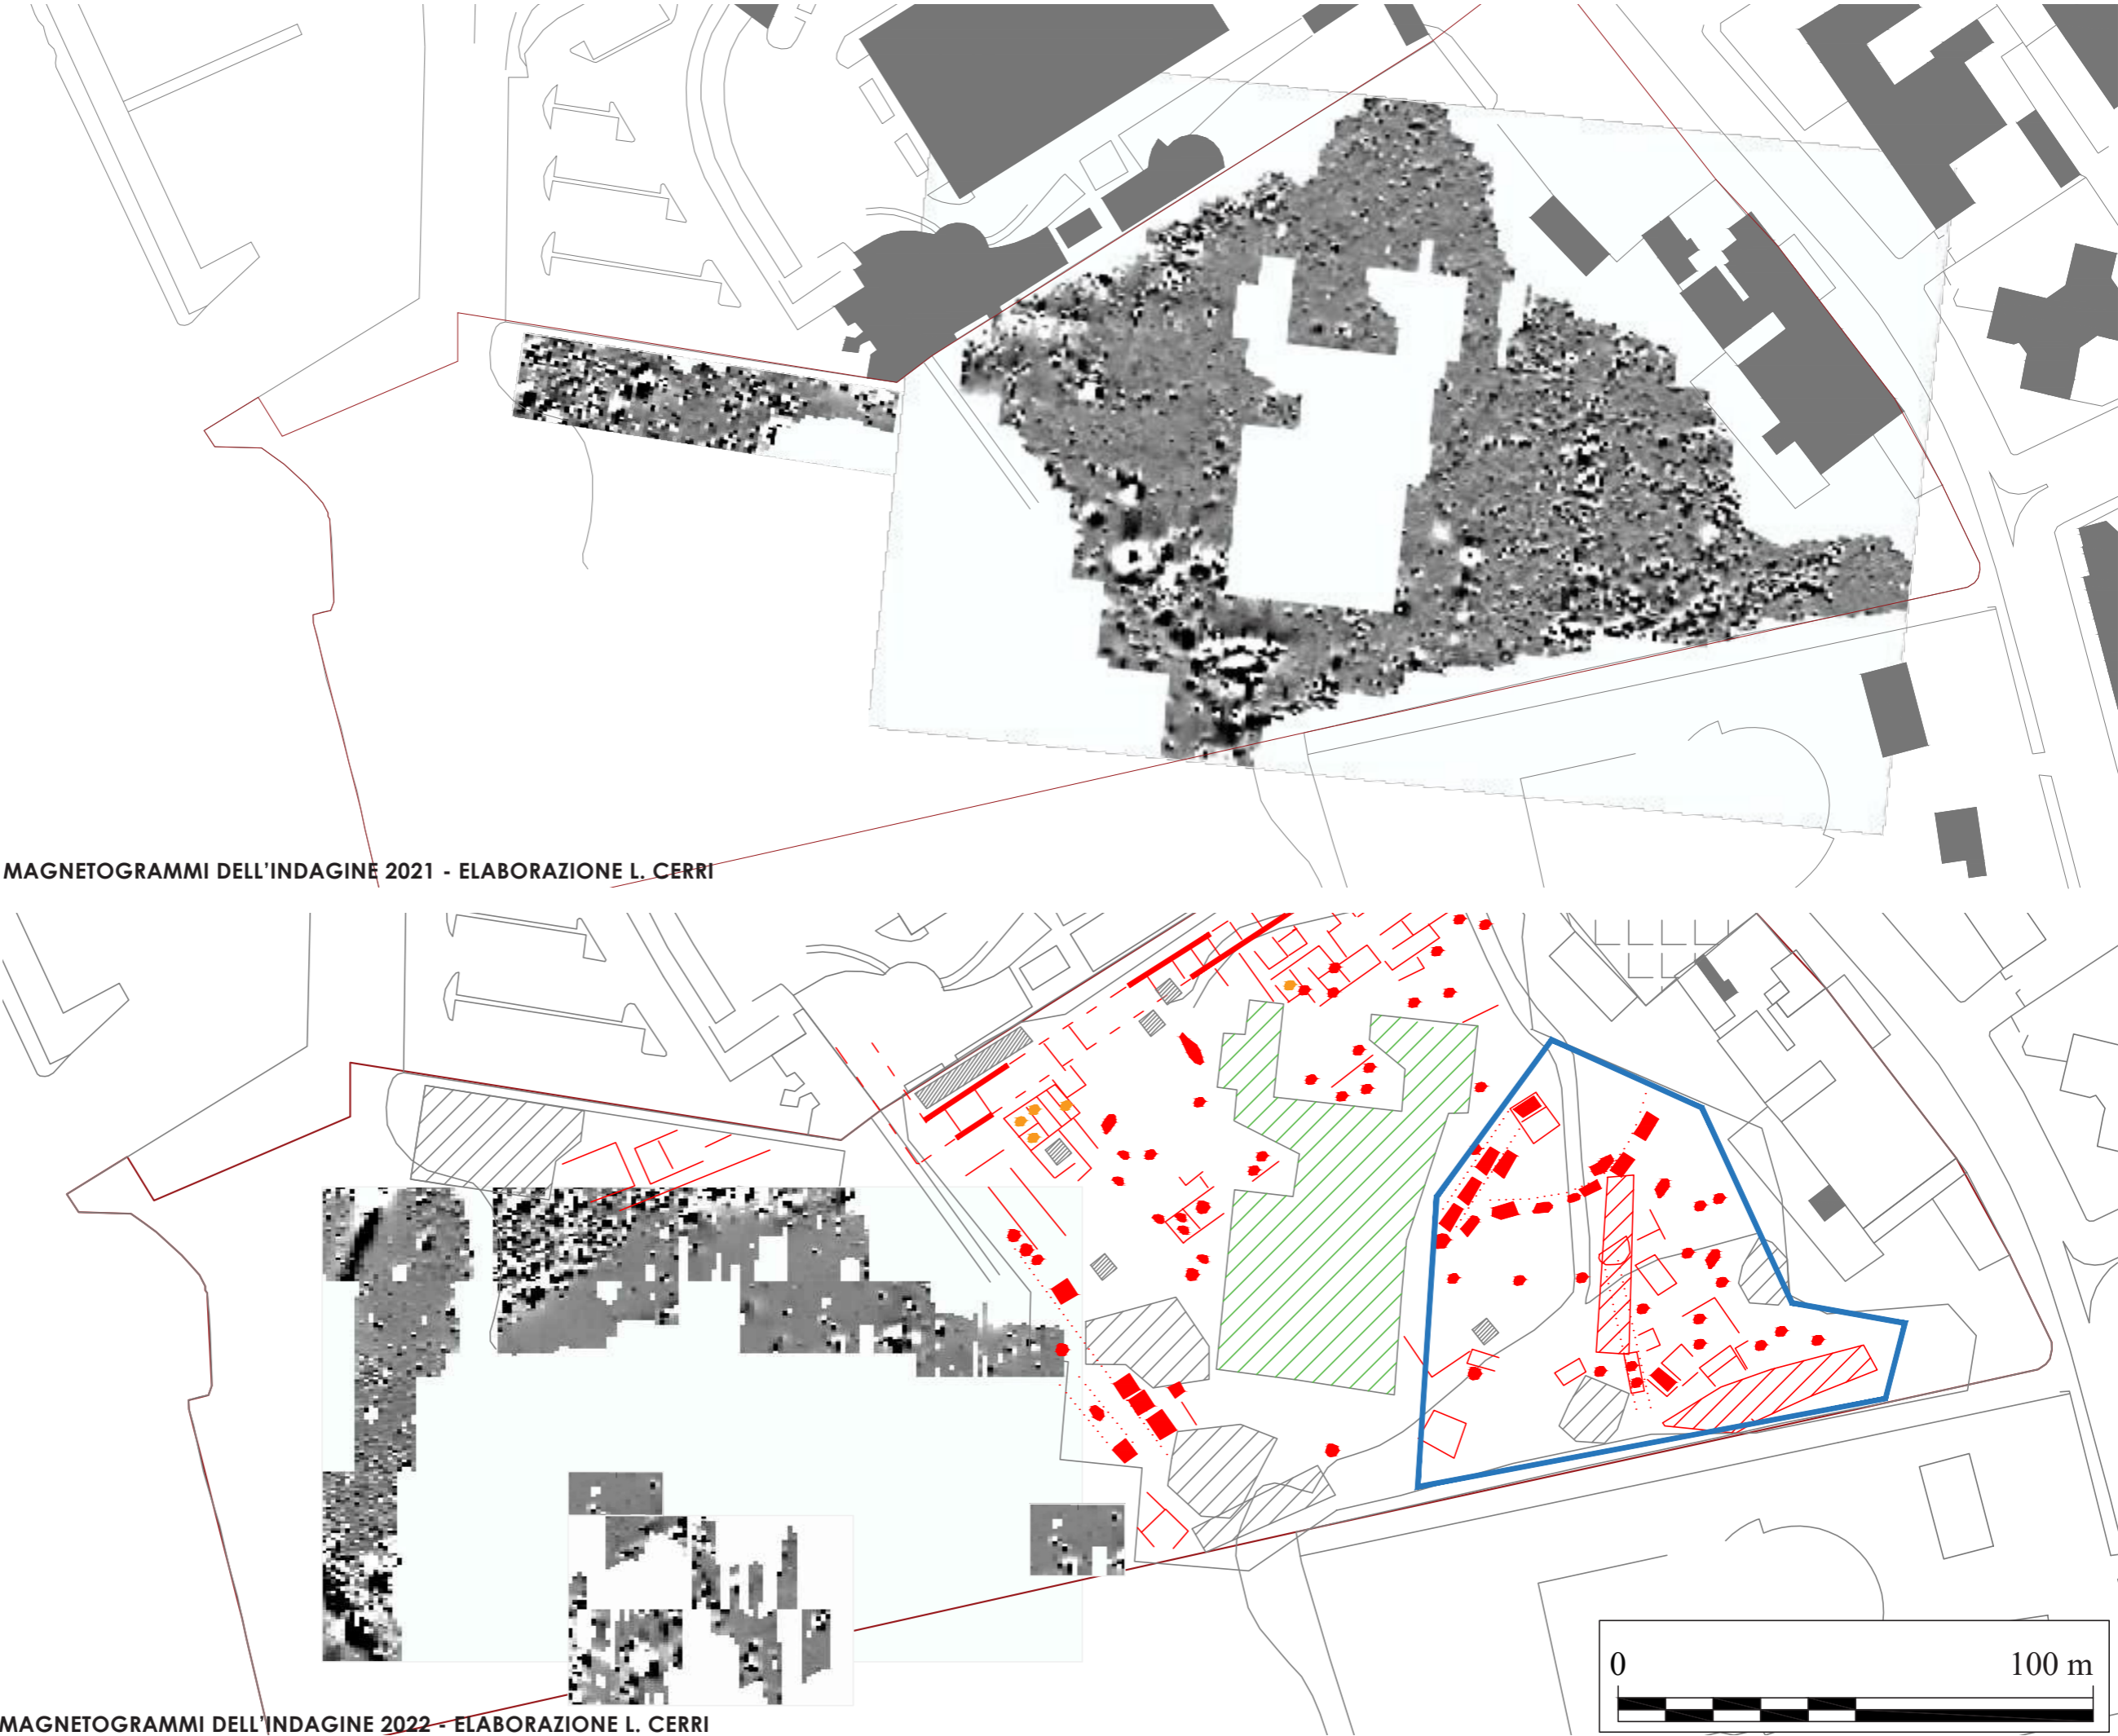 MAGNETOGRAMMI DELL'INDAGINE 2021 - ELABORAZIONE L. CERRI
0 100 m
MAGNETOGRAMMI DELL'INDAGINE 2022 - ELABORAZIONE L. CERRI